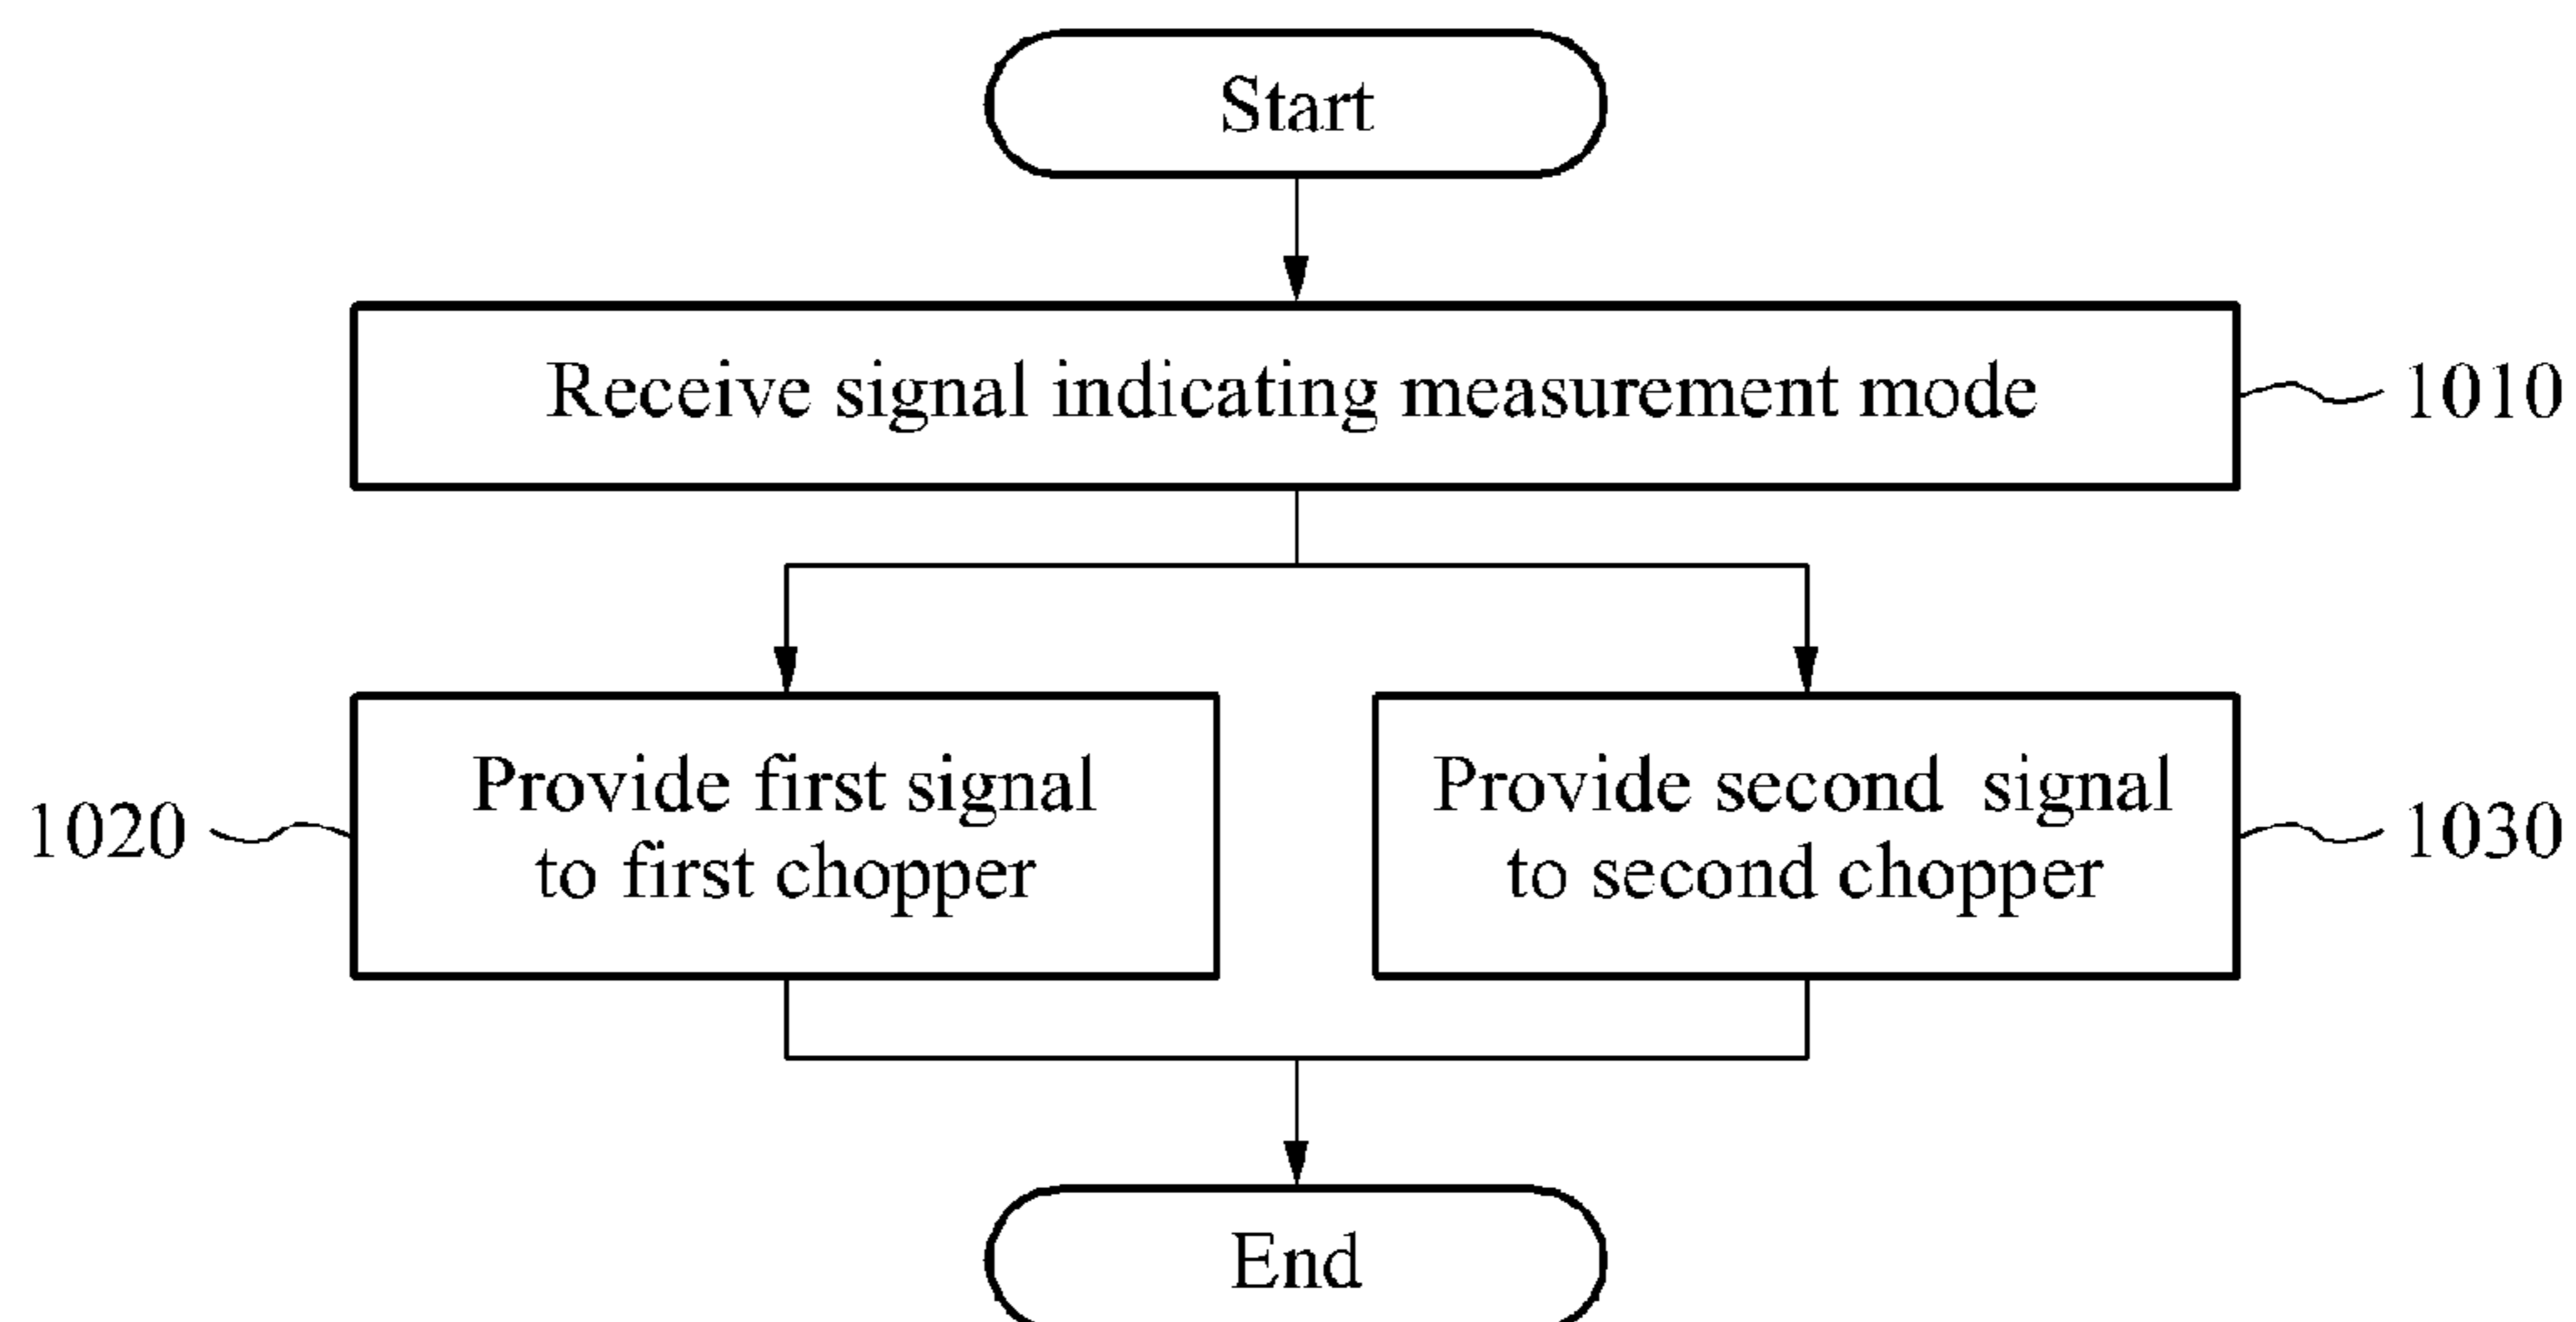 Start
Receive signal indicating measurement mode
1010
Provide first signal
to first chopper
1020
Provide second signal
to second chopper
1030
End